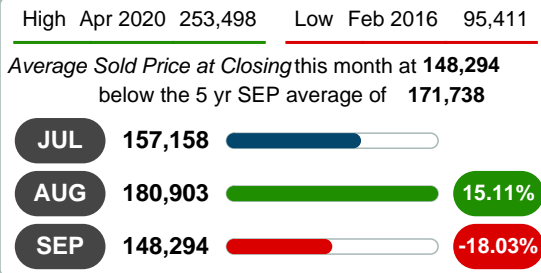 High Apr 2020 253,498 Low Feb 2016 95,411
Average Sold Price at Closing this month at 148,294
below the 5 yr SEP average of 171,738
JUL 157,158
AUG 180,903 15.11%
SEP 148,294 -18.03%